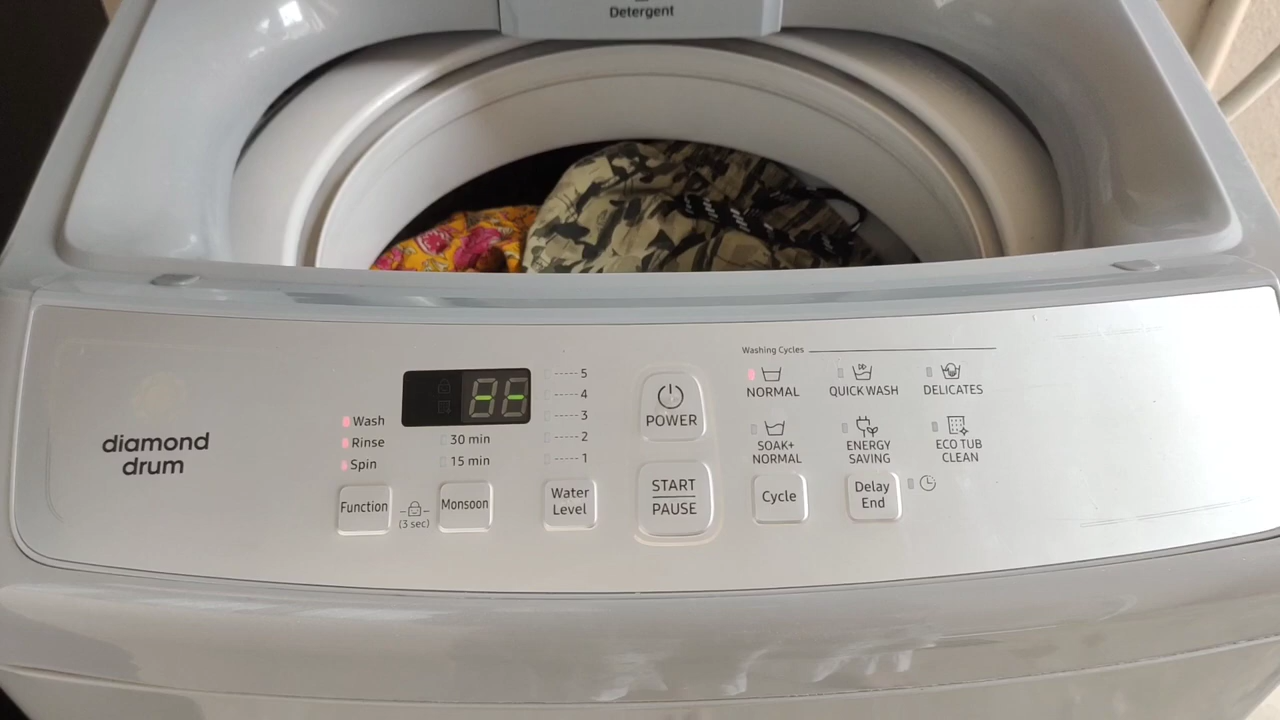 Detergent
Washing Cycles
NORMAL
QUICK WASH
DELICATES
SOAK+
NORMAL
ENERGY
SAVING
ECO TUB
CLEAN
diamond
drum
Wash
Rinse
Spin
--
30 min
15 min
-----5
----4
----3
----2
----1
POWER
START
PAUSE
Function
(3 sec)
Monsoon
Water
Level
Cycle
Delay
End